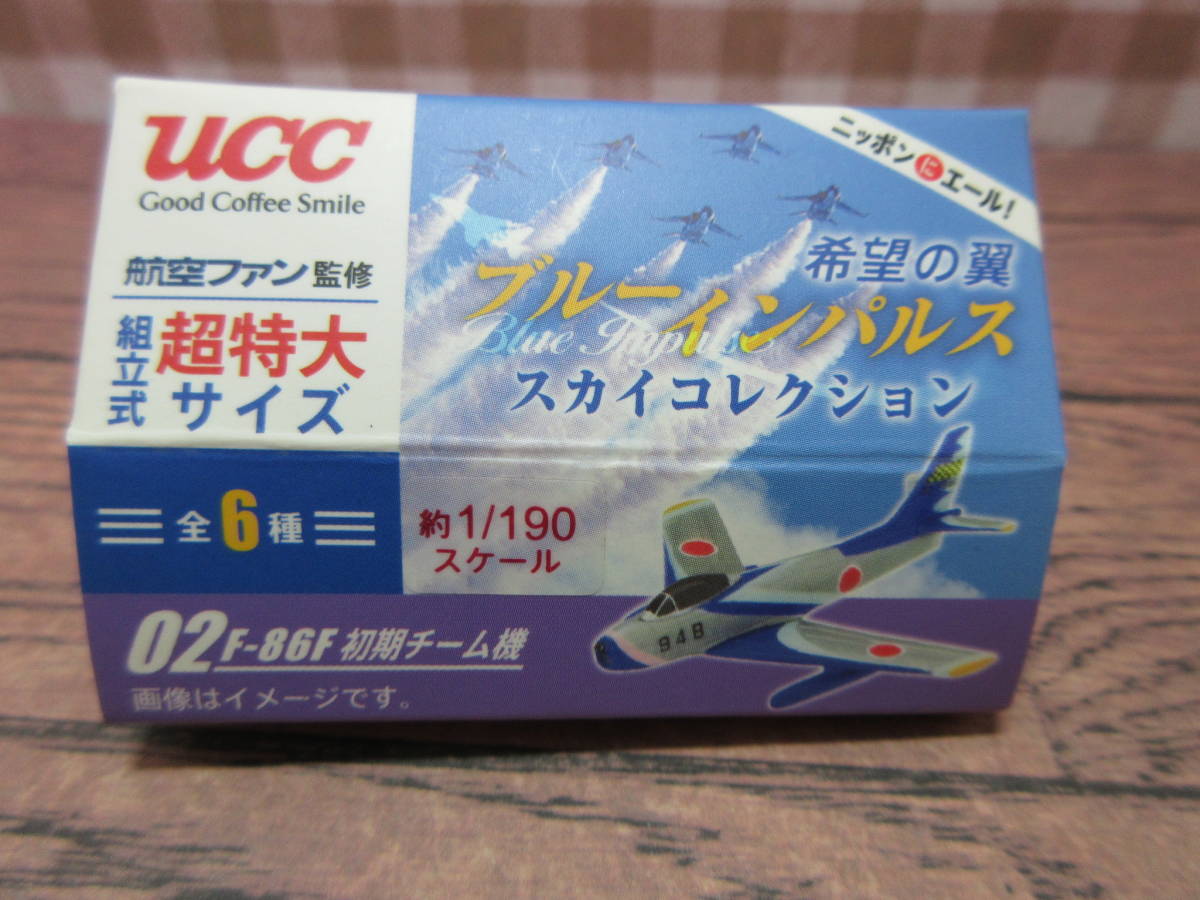 UCC
Good Coffee Smile
航空ファン監修
組立式
超特大
サイズ
全6種
ニッポンにエール!
希望の翼
ブルーインパルス
Blue Impulse
スカイコレクション
約1/190
スケール
948
02 F-86F 初期チーム機
画像はイメージです。